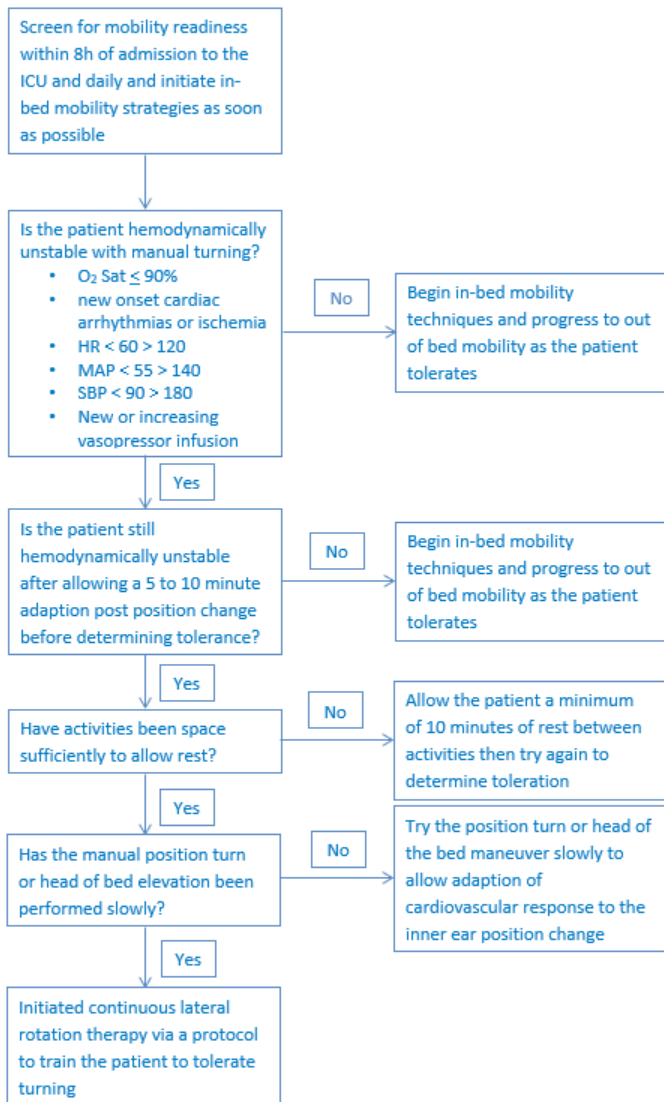 Screen for mobility readiness
within 8h of admission to the
ICU and daily and initiate in-
bed mobility strategies as soon
as possible
Is the patient hemodynamically
unstable with manual turning?
• O₂ Sat ≤ 90%
• new onset cardiac
arrhythmias or ischemia
• HR < 60 > 120
• MAP < 55 > 140
• SBP < 90 > 180
• New or increasing
vasopressor infusion
No
Begin in-bed mobility
techniques and progress to out
of bed mobility as the patient
tolerates
Yes
Is the patient still
hemodynamically unstable
after allowing a 5 to 10 minute
adaption post position change
before determining tolerance?
No
Begin in-bed mobility
techniques and progress to out
of bed mobility as the patient
tolerates
Yes
Have activities been space
sufficiently to allow rest?
No
Allow the patient a minimum
of 10 minutes of rest between
activities then try again to
determine toleration
Yes
Has the manual position turn
or head of bed elevation been
performed slowly?
No
Try the position turn or head of
the bed maneuver slowly to
allow adaption of
cardiovascular response to the
inner ear position change
Yes
Initiated continuous lateral
rotation therapy via a protocol
to train the patient to tolerate
turning